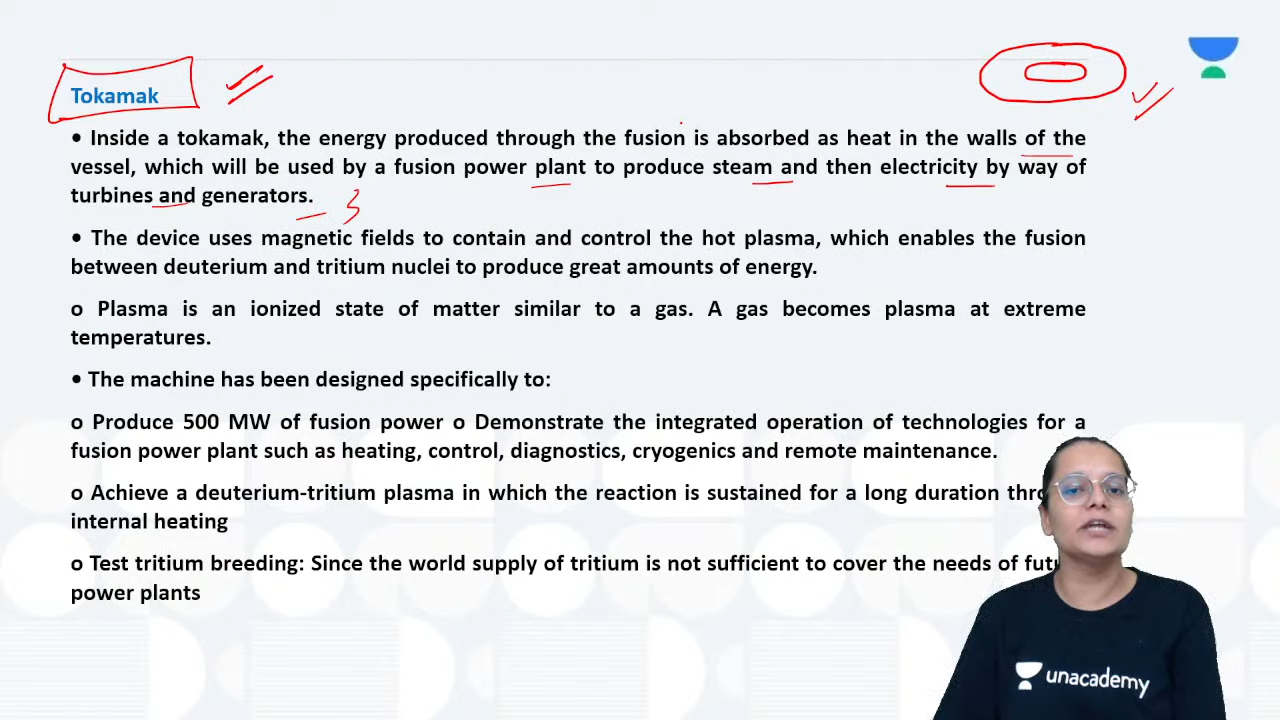 Tokamak
• Inside a tokamak, the energy produced through the fusion is absorbed as heat in the walls of the
vessel, which will be used by a fusion power plant to produce steam and then electricity by way of
turbines and generators.
• The device uses magnetic fields to contain and control the hot plasma, which enables the fusion
between deuterium and tritium nuclei to produce great amounts of energy.
o Plasma is an ionized state of matter similar to a gas. A gas becomes plasma at extreme
temperatures.
• The machine has been designed specifically to:
o Produce 500 MW of fusion power o Demonstrate the integrated operation of technologies for a
fusion power plant such as heating, control, diagnostics, cryogenics and remote maintenance.
o Achieve a deuterium-tritium plasma in which the reaction is sustained for a long duration thro
internal heating
o Test tritium breeding: Since the world supply of tritium is not sufficient to cover the needs of futu
power plants
unacademy